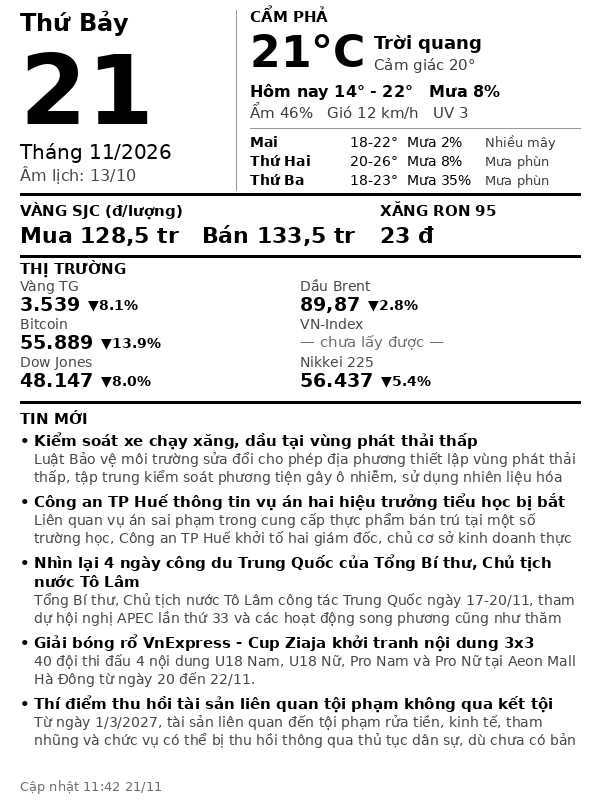 Thứ Bảy
21
Tháng 11/2026
Âm lịch: 13/10
CẨM PHẢ
21°C Trời quang
Cảm giác 20°
Hôm nay 14° - 22° Mưa 8%
Ẩm 46% Gió 12 km/h UV 3
Mai 18-22° Mưa 2% Nhiều mây
Thứ Hai 20-26° Mưa 8% Mưa phùn
Thứ Ba 18-23° Mưa 35% Mưa phùn
VÀNG SJC (đ/lượng) XĂNG RON 95
Mua 128,5 tr Bán 133,5 tr 23 đ
THỊ TRƯỜNG
Vàng TG Dầu Brent
3.539 ▼8.1% 89,87 ▼2.8%
Bitcoin VN-Index
55.889 ▼13.9% — chưa lấy được —
Dow Jones Nikkei 225
48.147 ▼8.0% 56.437 ▼5.4%
TIN MỚI
• Kiểm soát xe chạy xăng, dầu tại vùng phát thải thấp
Luật Bảo vệ môi trường sửa đổi cho phép địa phương thiết lập vùng phát thải
thấp, tập trung kiểm soát phương tiện gây ô nhiễm, sử dụng nhiên liệu hóa
• Công an TP Huế thông tin vụ án hai hiệu trưởng tiểu học bị bắt
Liên quan vụ án sai phạm trong cung cấp thực phẩm bán trú tại một số
trường học, Công an TP Huế khởi tố hai giám đốc, chủ cơ sở kinh doanh thực
• Nhìn lại 4 ngày công du Trung Quốc của Tổng Bí thư, Chủ tịch
nước Tô Lâm
Tổng Bí thư, Chủ tịch nước Tô Lâm công tác Trung Quốc ngày 17-20/11, tham
dự hội nghị APEC lần thứ 33 và các hoạt động song phương cũng như thăm
• Giải bóng rổ VnExpress - Cup Ziaja khởi tranh nội dung 3x3
40 đội thi đấu 4 nội dung U18 Nam, U18 Nữ, Pro Nam và Pro Nữ tại Aeon Mall
Hà Đông từ ngày 20 đến 22/11.
• Thí điểm thu hồi tài sản liên quan tội phạm không qua kết tội
Từ ngày 1/3/2027, tài sản liên quan đến tội phạm rửa tiền, kinh tế, tham
nhũng và chức vụ có thể bị thu hồi thông qua thủ tục dân sự, dù chưa có bản
Cập nhật 11:42 21/11